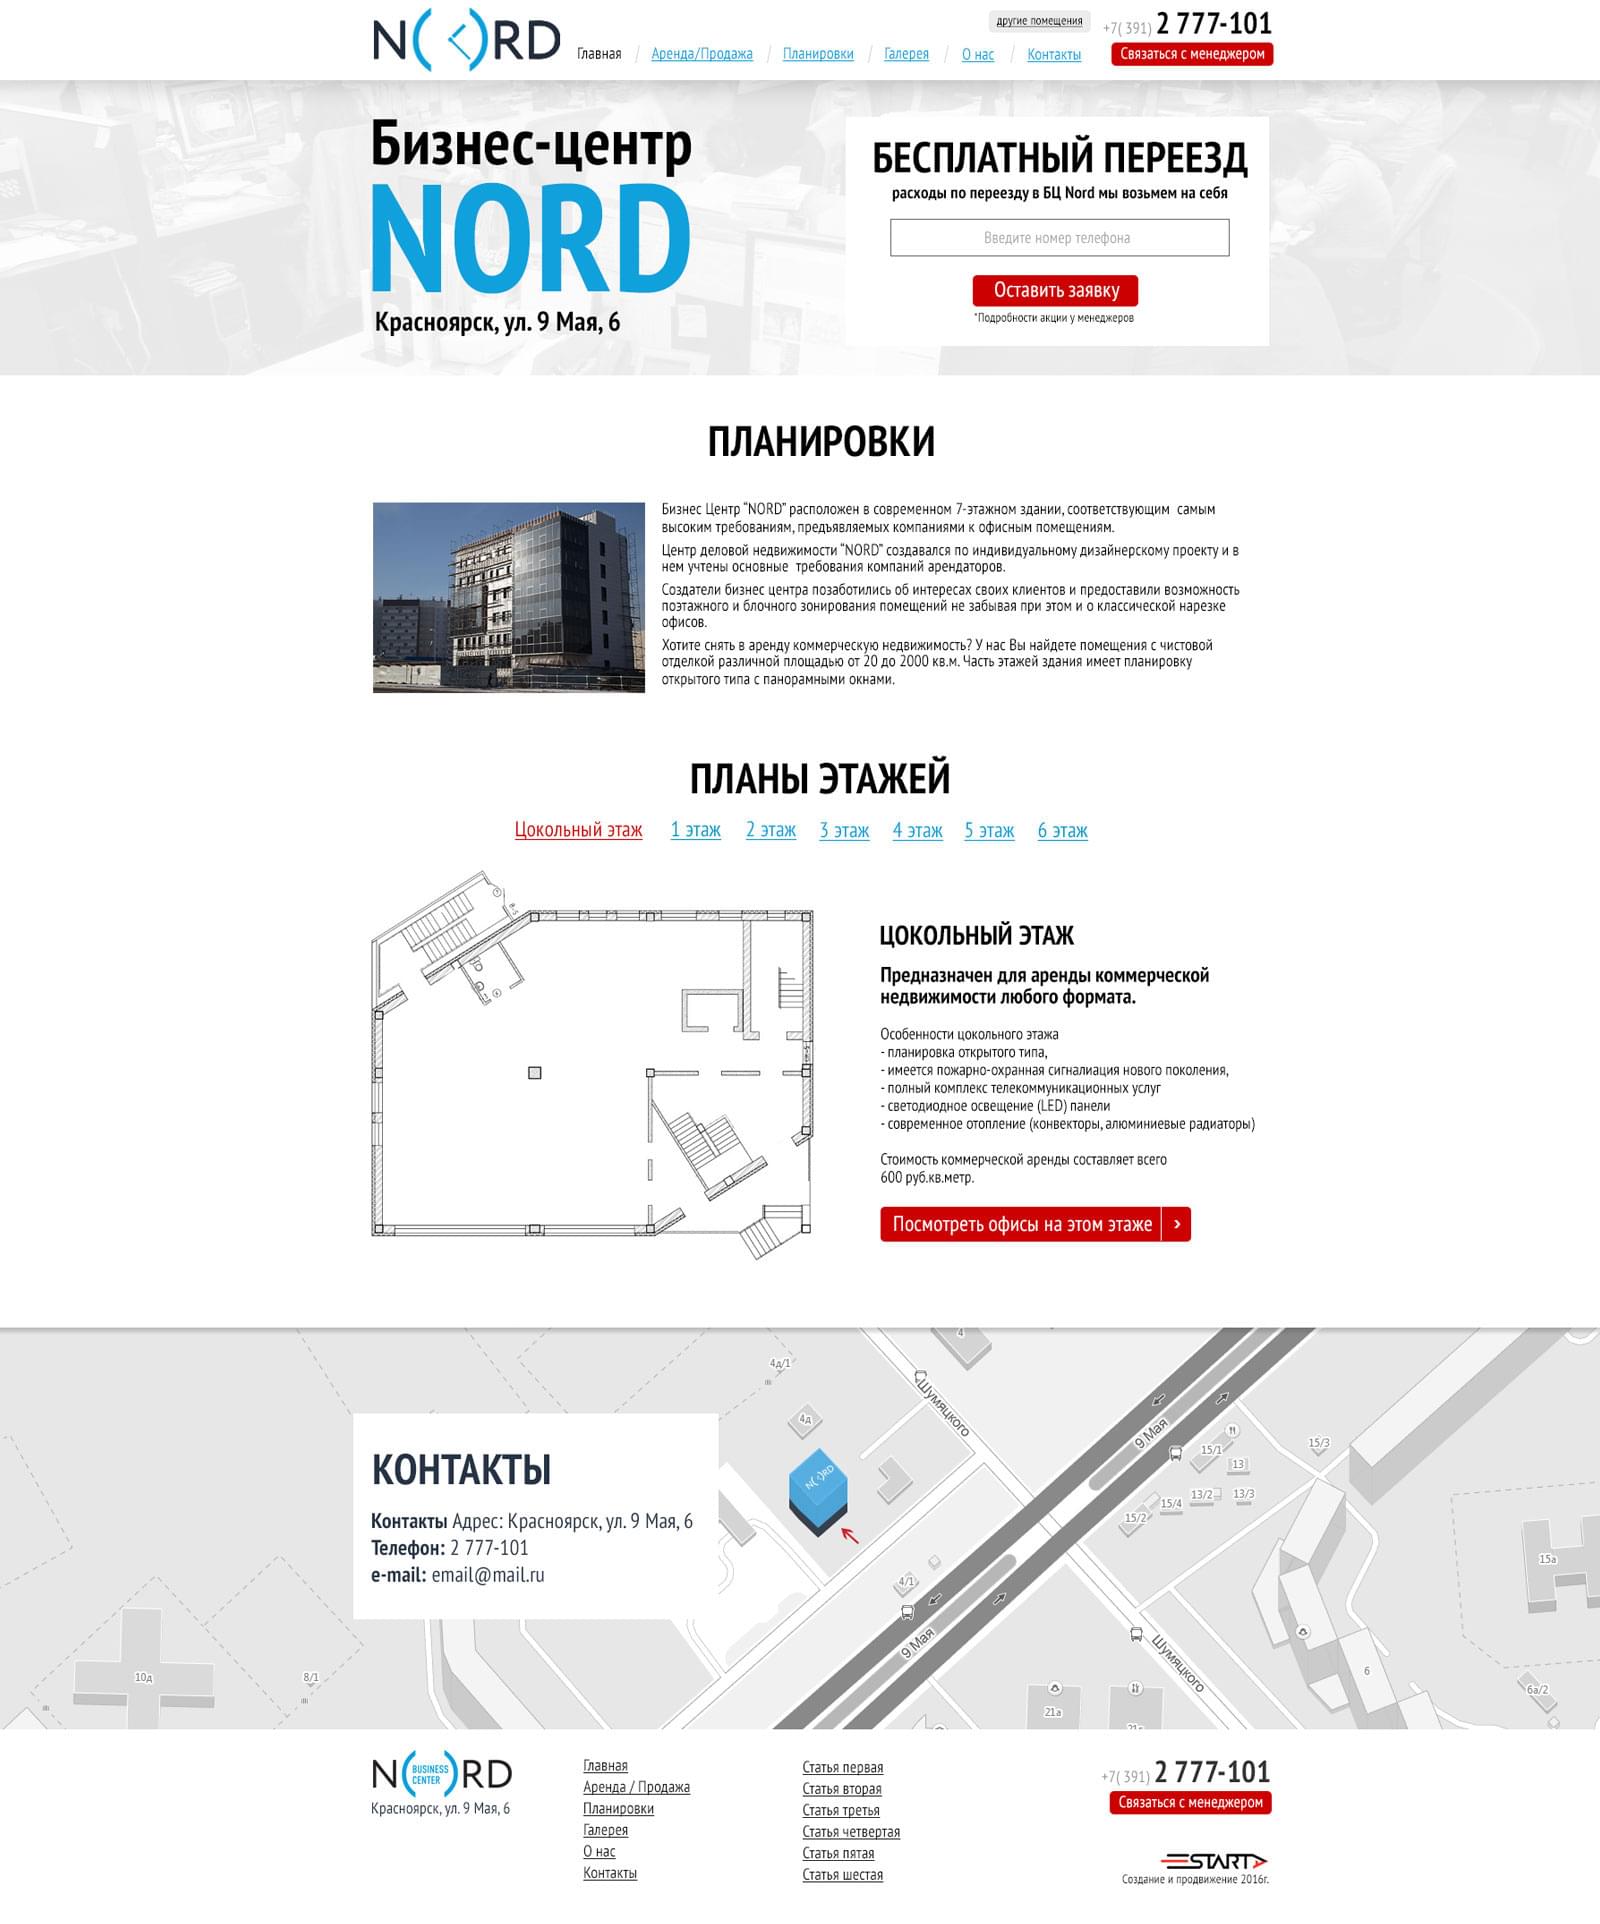 NORD
другие помещения
+7( 391) 2 777-101
Главная / Аренда/Продажа / Планировки / Галерея / О нас / Контакты
Связаться с менеджером
Бизнес-центр
NORD
Красноярск, ул. 9 Мая, 6
БЕСПЛАТНЫЙ ПЕРЕЕЗД
расходы по переезду в БЦ Nord мы возьмем на себя
Введите номер телефона
Оставить заявку
*Подробности акции у менеджеров
ПЛАНИРОВКИ
Бизнес Центр “NORD” расположен в современном 7-этажном здании, соответствующим самым
высоким требованиям, предъявляемых компаниями к офисным помещениям.
Центр деловой недвижимости “NORD” создавался по индивидуальному дизайнерскому проекту и в
нем учтены основные требования компаний арендаторов.
Создатели бизнес центра позаботились об интересах своих клиентов и предоставили возможность
поэтажного и блочного зонирования помещений не забывая при этом и о классической нарезке
офисов.
Хотите снять в аренду коммерческую недвижимость? У нас Вы найдете помещения с чистовой
отделкой различной площадью от 20 до 2000 кв.м. Часть этажей здания имеет планировку
открытого типа с панорамными окнами.
ПЛАНЫ ЭТАЖЕЙ
Цокольный этаж 1 этаж 2 этаж 3 этаж 4 этаж 5 этаж 6 этаж
ЦОКОЛЬНЫЙ ЭТАЖ
Предназначен для аренды коммерческой
недвижимости любого формата.
Особенности цокольного этажа
- планировка открытого типа,
- имеется пожарно-охранная сигналиация нового поколения,
- полный комплекс телекоммуникационных услуг
- светодиодное освещение (LED) панели
- современное отопление (конвекторы, алюминиевые радиаторы)
Стоимость коммерческой аренды составляет всего
600 руб.кв.метр.
Посмотреть офисы на этом этаже
4
4д/1
Шумяцкого
4д
9 Мая
15/1
15/3
13
13/2
13/3
15/4
15/2
15а
NORD
4/1
9 Мая
Шумяцкого
10д
8/1
6
6а/2
21а
КОНТАКТЫ
Контакты Адрес: Красноярск, ул. 9 Мая, 6
Телефон: 2 777-101
e-mail: email@mail.ru
NORD
BUSINESS
CENTER
Красноярск, ул. 9 Мая, 6
Главная
Аренда / Продажа
Планировки
Галерея
О нас
Контакты
Статья первая
Статья вторая
Статья третья
Статья четвертая
Статья пятая
Статья шестая
+7( 391) 2 777-101
Связаться с менеджером
START
Создание и продвижение 2016г.